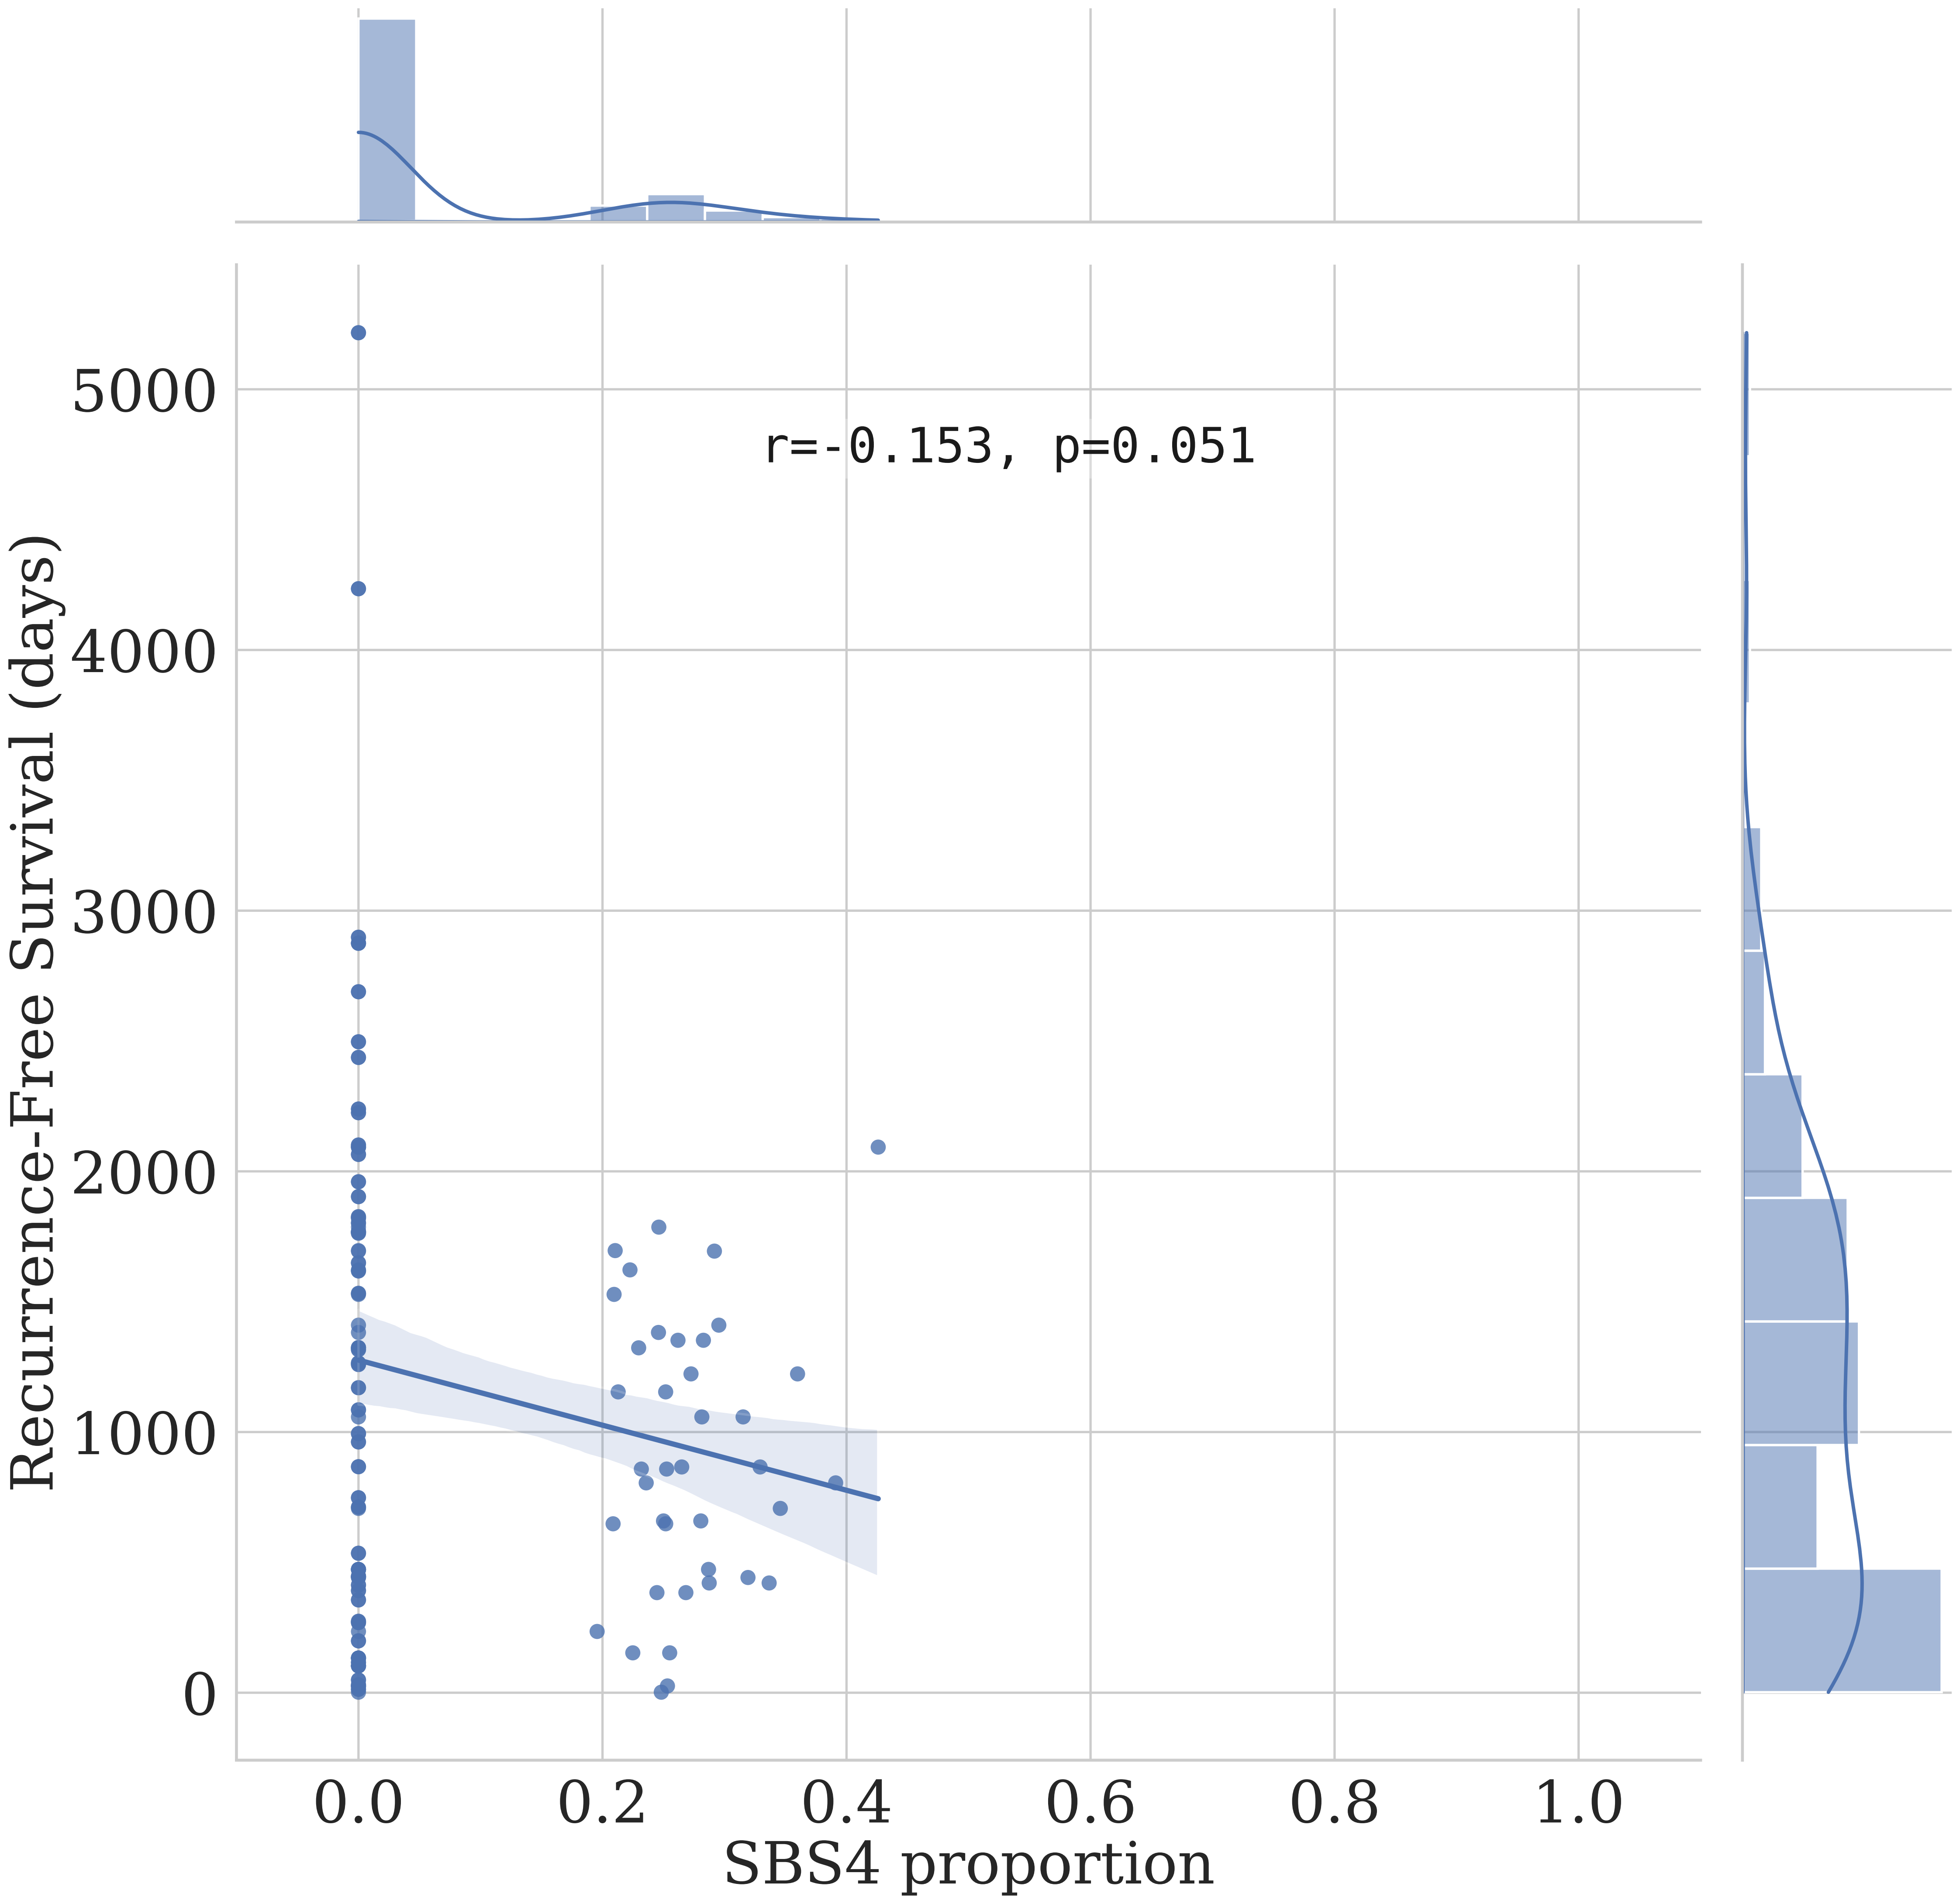 r=-0.153, p=0.051
Recurrence-Free Survival (days)
5000
4000
3000
2000
1000
0
0.0 0.2 0.4 0.6 0.8 1.0
SBS4 proportion